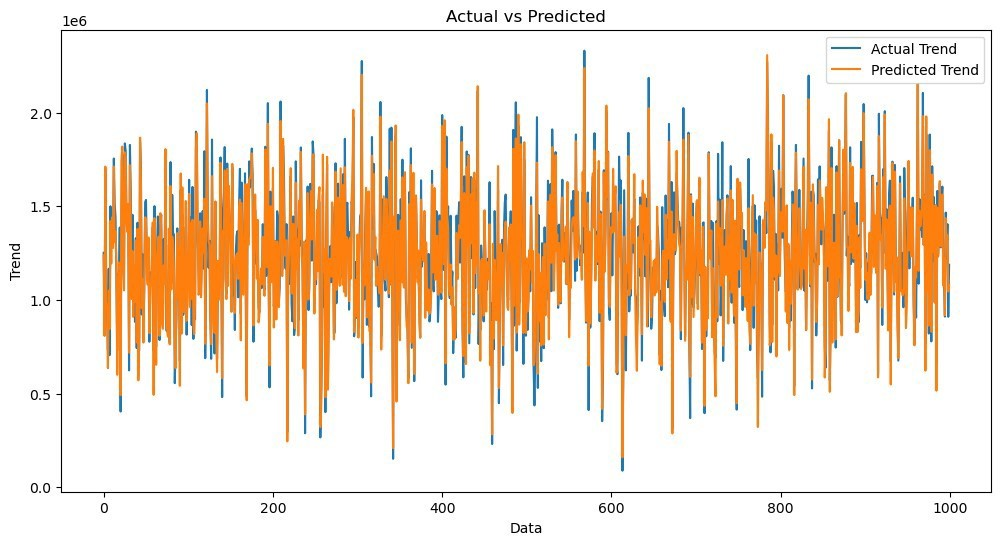 Actual vs Predicted
1e6
Actual Trend
Predicted Trend
2.0
1.5
1.0
0.5
0.0
Trend
0 200 400 600 800 1000
Data